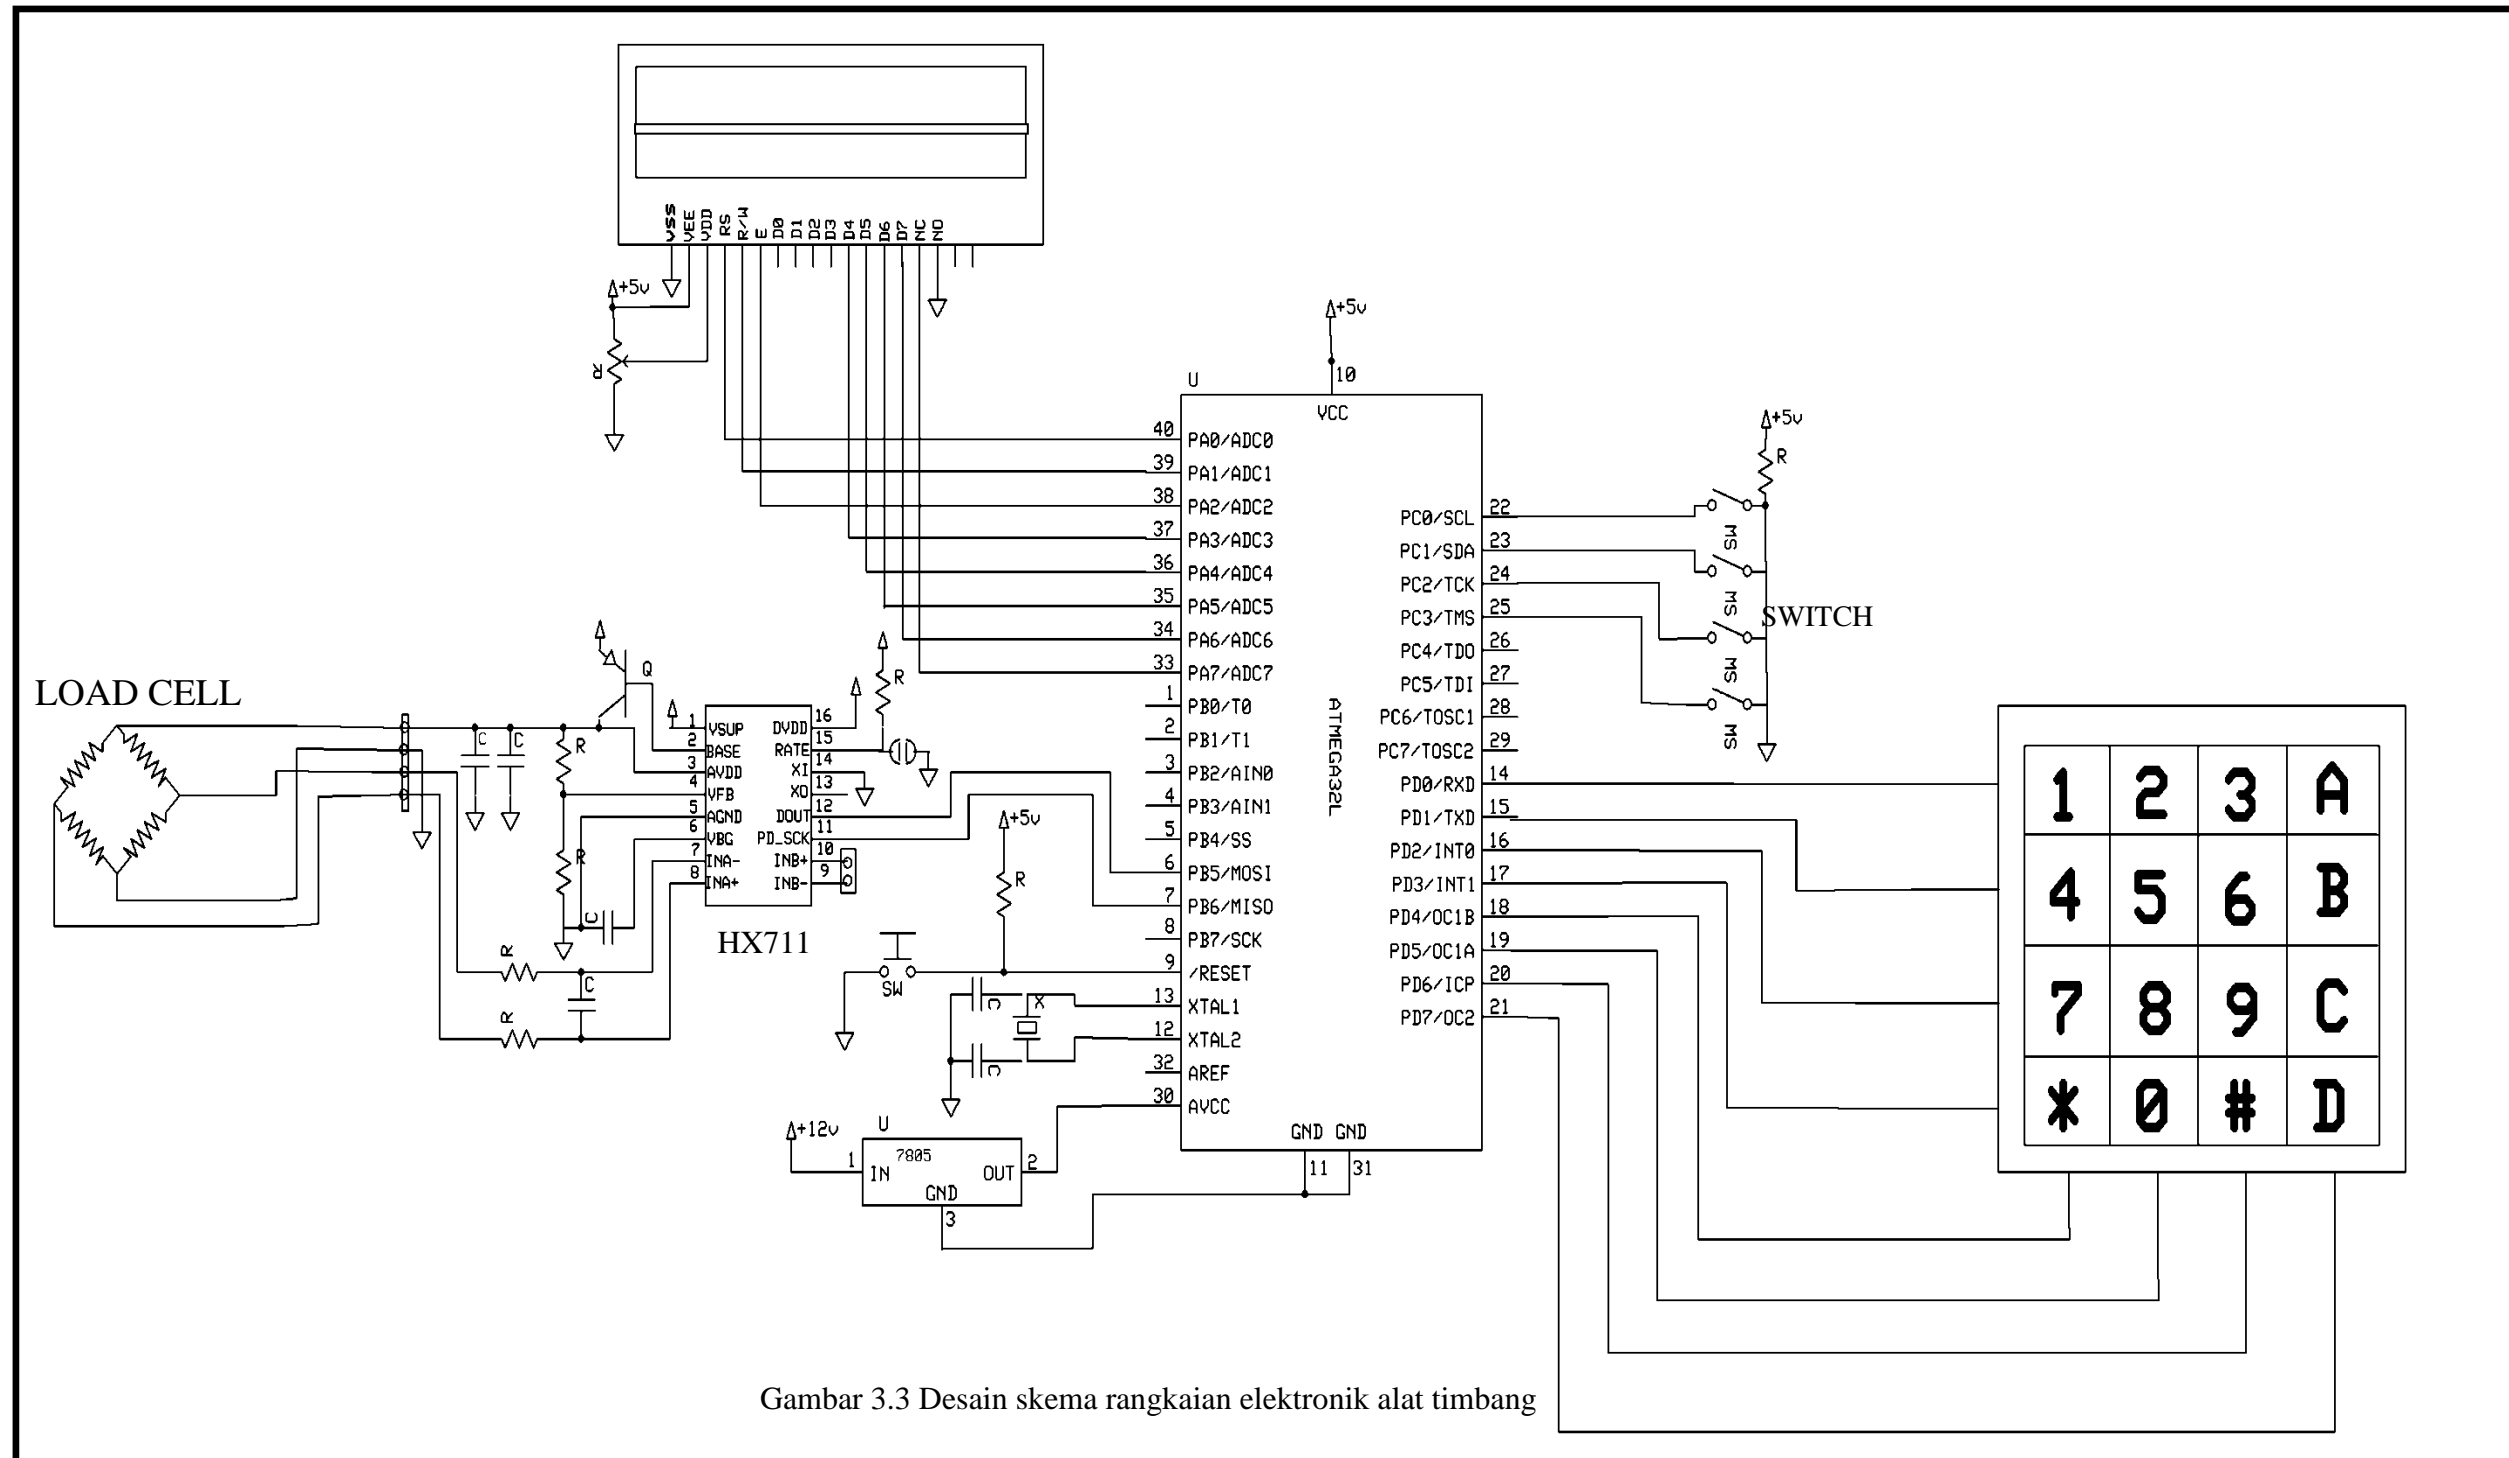 VSS VEE VDD RS R/W E D0 D1 D2 D3 D4 D5 D6 D7 NC NO
+5v
R
+5v
10
U
VCC
40 PA0/ADC0
39 PA1/ADC1
38 PA2/ADC2
37 PA3/ADC3
36 PA4/ADC4
35 PA5/ADC5
34 PA6/ADC6
33 PA7/ADC7
1 PB0/T0
2 PB1/T1
3 PB2/AIN0
4 PB3/AIN1
5 PB4/SS
6 PB5/MOSI
7 PB6/MISO
8 PB7/SCK
9 /RESET
13 XTAL1
12 XTAL2
32 AREF
30 AVCC
ATMEGA32L
PC0/SCL 22
PC1/SDA 23
PC2/TCK 24
PC3/TMS 25
PC4/TDO 26
PC5/TDI 27
PC6/TOSC1 28
PC7/TOSC2 29
PD0/RXD 14
PD1/TXD 15
PD2/INT0 16
PD3/INT1 17
PD4/OC1B 18
PD5/OC1A 19
PD6/ICP 20
PD7/OC2 21
GND GND
11 31
+5v
R
MS
MS
MS
MS
SWITCH
1 2 3 A
4 5 6 B
7 8 9 C
* 0 # D
LOAD CELL
Q
R
C C R
R
C
1 VSUP DVDD 16
2 BASE RATE 15
3 AVDD XI 14
4 VFB XO 13
5 AGND DOUT 12
6 VBG PD_SCK 11
7 INA- INB+ 10
8 INA+ INB- 9
HX711
R
C
R
+5v
R
SW
C X
C
U
+12v
7805
1 IN OUT 2
GND
3
Gambar 3.3 Desain skema rangkaian elektronik alat timbang